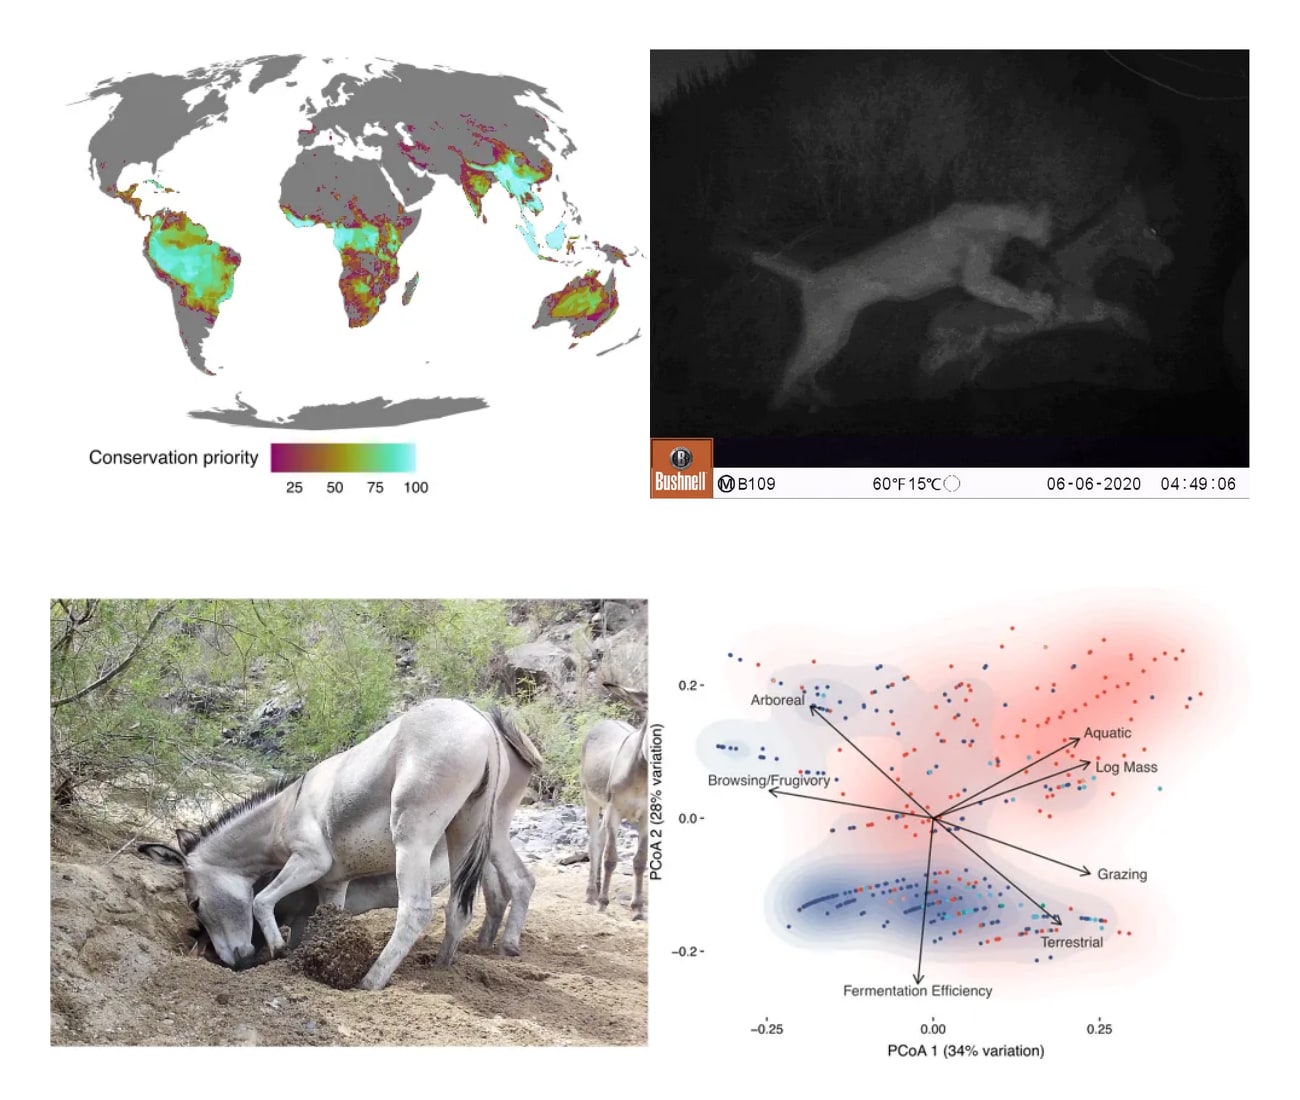 Conservation priority
25 50 75 100
Bushnell
M B109 60°F15°C 06-06-2020 04:49:06
PCoA 2 (28% variation)
0.2
0.0
−0.2
Arboreal
Aquatic
Log Mass
Browsing/Frugivory
Grazing
Terrestrial
Fermentation Efficiency
−0.25 0.00 0.25
PCoA 1 (34% variation)